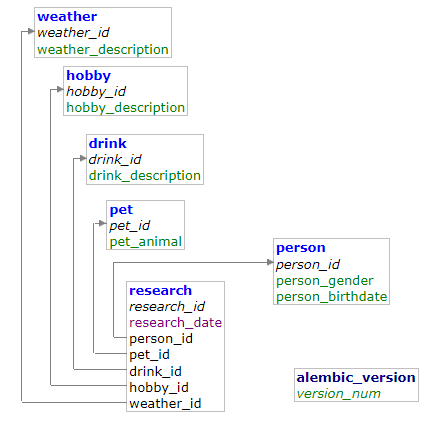 weather
weather_id
weather_description
hobby
hobby_id
hobby_description
drink
drink_id
drink_description
pet
pet_id
pet_animal
person
person_id
person_gender
person_birthdate
research
research_id
research_date
person_id
pet_id
drink_id
hobby_id
weather_id
alembic_version
version_num